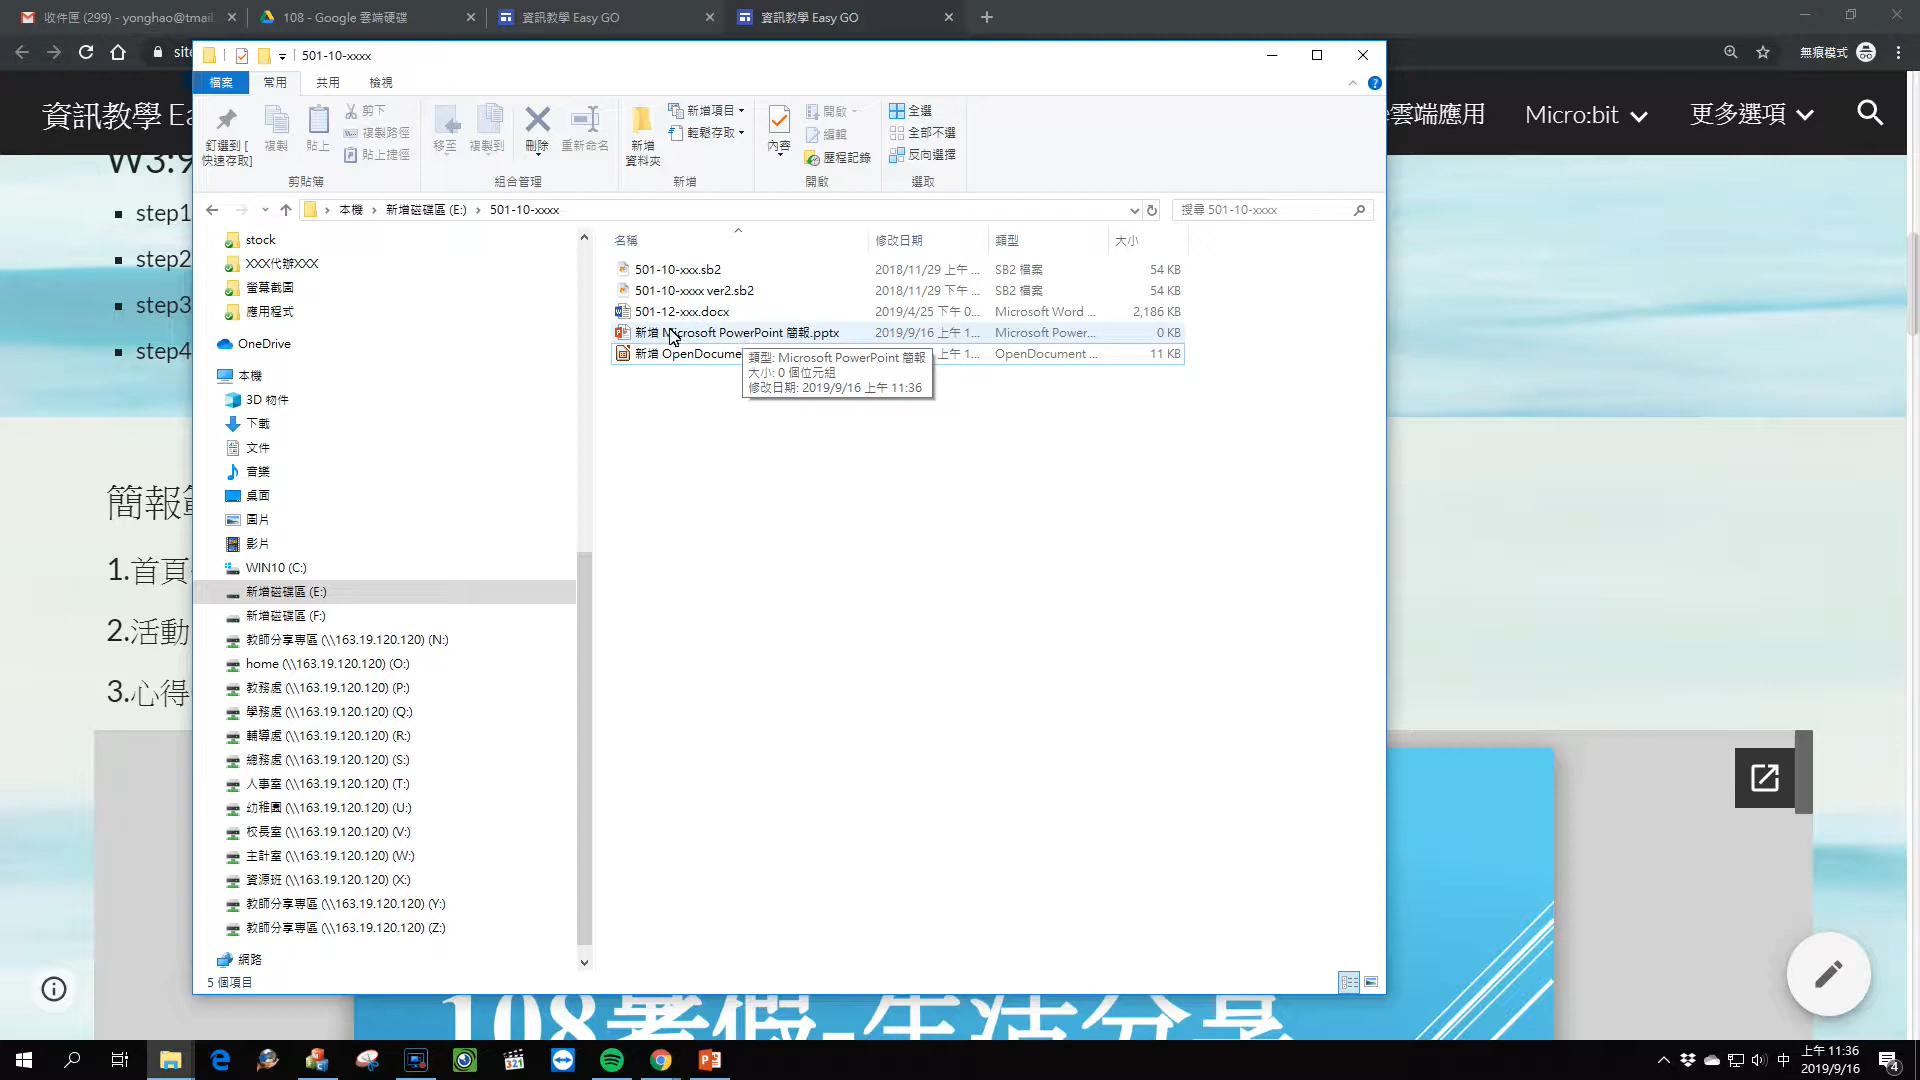 收件匣 (299) - yonghao@tmail
108 - Google 雲端硬碟
資訊教學 Easy GO
資訊教學 Easy GO
site
無痕模式
資訊教學 Ea
雲端應用
Micro:bit
更多選項
W3:9
step1
step2
step3
step4
簡報範
1.首頁
2.活動
3.心得
108暑假-生活分享
501-10-xxxx
檔案
常用
共用
檢視
釘選到 [
快速存取]
複製
貼上
剪下
複製路徑
貼上捷徑
剪貼簿
移至
複製到
刪除
重新命名
組合管理
新增
資料夾
新增項目
輕鬆存取
新增
內容
開啟
編輯
歷程記錄
開啟
全選
全部不選
反向選擇
選取
本機
新增磁碟區 (E:)
501-10-xxxx
搜尋 501-10-xxxx
stock
XXX代辦XXX
螢幕截圖
應用程式
OneDrive
本機
3D 物件
下載
文件
音樂
桌面
圖片
影片
WIN10 (C:)
新增磁碟區 (E:)
新增磁碟區 (F:)
教師分享專區 (\\163.19.120.120) (N:)
home (\\163.19.120.120) (O:)
教務處 (\\163.19.120.120) (P:)
學務處 (\\163.19.120.120) (Q:)
輔導處 (\\163.19.120.120) (R:)
總務處 (\\163.19.120.120) (S:)
人事室 (\\163.19.120.120) (T:)
幼稚園 (\\163.19.120.120) (U:)
校長室 (\\163.19.120.120) (V:)
主計室 (\\163.19.120.120) (W:)
資源班 (\\163.19.120.120) (X:)
教師分享專區 (\\163.19.120.120) (Y:)
教師分享專區 (\\163.19.120.120) (Z:)
網路
名稱 修改日期 類型 大小
501-10-xxx.sb2 2018/11/29 上午 ... SB2 檔案 54 KB
501-10-xxxx ver2.sb2 2018/11/29 下午 ... SB2 檔案 54 KB
501-12-xxx.docx 2019/4/25 下午 0... Microsoft Word ... 2,186 KB
新增 Microsoft PowerPoint 簡報.pptx 2019/9/16 上午 1... Microsoft Power... 0 KB
新增 OpenDocume 上午 1... OpenDocument ... 11 KB
類型: Microsoft PowerPoint 簡報
大小: 0 個位元組
修改日期: 2019/9/16 上午 11:36
5 個項目
321
中
上午 11:36
2019/9/16
4